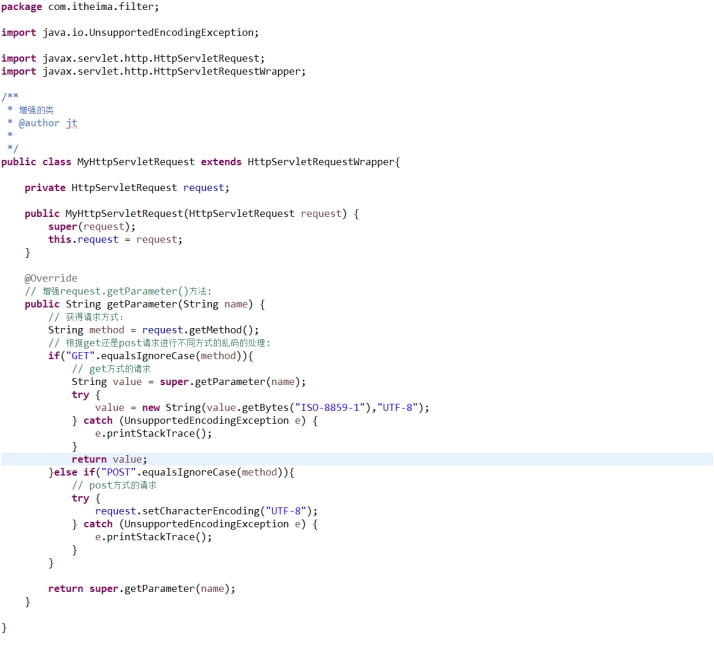 package com.itheima.filter;
import java.io.UnsupportedEncodingException;
import javax.servlet.http.HttpServletRequest;
import javax.servlet.http.HttpServletRequestWrapper;
/**
 * 增强的类
 * @author jt
 *
 */
public class MyHttpServletRequest extends HttpServletRequestWrapper{
    private HttpServletRequest request;
    public MyHttpServletRequest(HttpServletRequest request) {
        super(request);
        this.request = request;
    }
    @Override
    // 增强request.getParameter()方法:
    public String getParameter(String name) {
        // 获得请求方式:
        String method = request.getMethod();
        // 根据get还是post请求进行不同方式的乱码的处理:
        if("GET".equalsIgnoreCase(method)){
            // get方式的请求
            String value = super.getParameter(name);
            try {
                value = new String(value.getBytes("ISO-8859-1"),"UTF-8");
            } catch (UnsupportedEncodingException e) {
                e.printStackTrace();
            }
            return value;
        }else if("POST".equalsIgnoreCase(method)){
            // post方式的请求
            try {
                request.setCharacterEncoding("UTF-8");
            } catch (UnsupportedEncodingException e) {
                e.printStackTrace();
            }
        }
        return super.getParameter(name);
    }
}